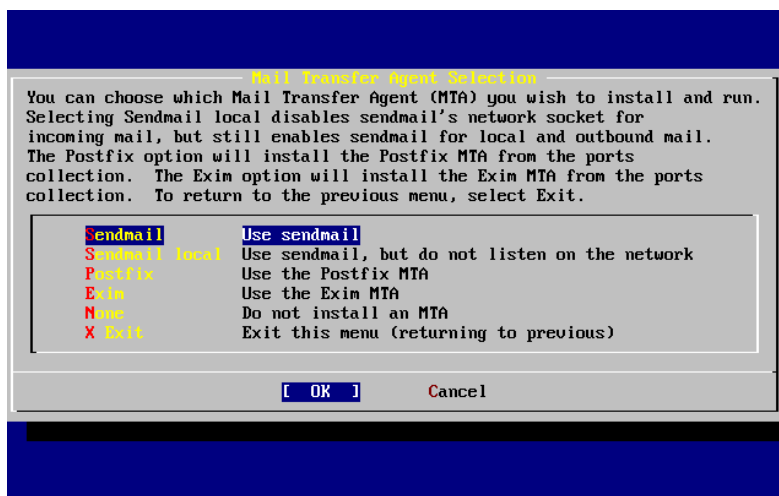 Mail Transfer Agent Selection
You can choose which Mail Transfer Agent (MTA) you wish to install and run.
Selecting Sendmail local disables sendmail's network socket for
incoming mail, but still enables sendmail for local and outbound mail.
The Postfix option will install the Postfix MTA from the ports
collection.  The Exim option will install the Exim MTA from the ports
collection.  To return to the previous menu, select Exit.
Sendmail Use sendmail
Sendmail local Use sendmail, but do not listen on the network
Postfix Use the Postfix MTA
Exim Use the Exim MTA
None Do not install an MTA
X Exit Exit this menu (returning to previous)
[ OK ] Cancel